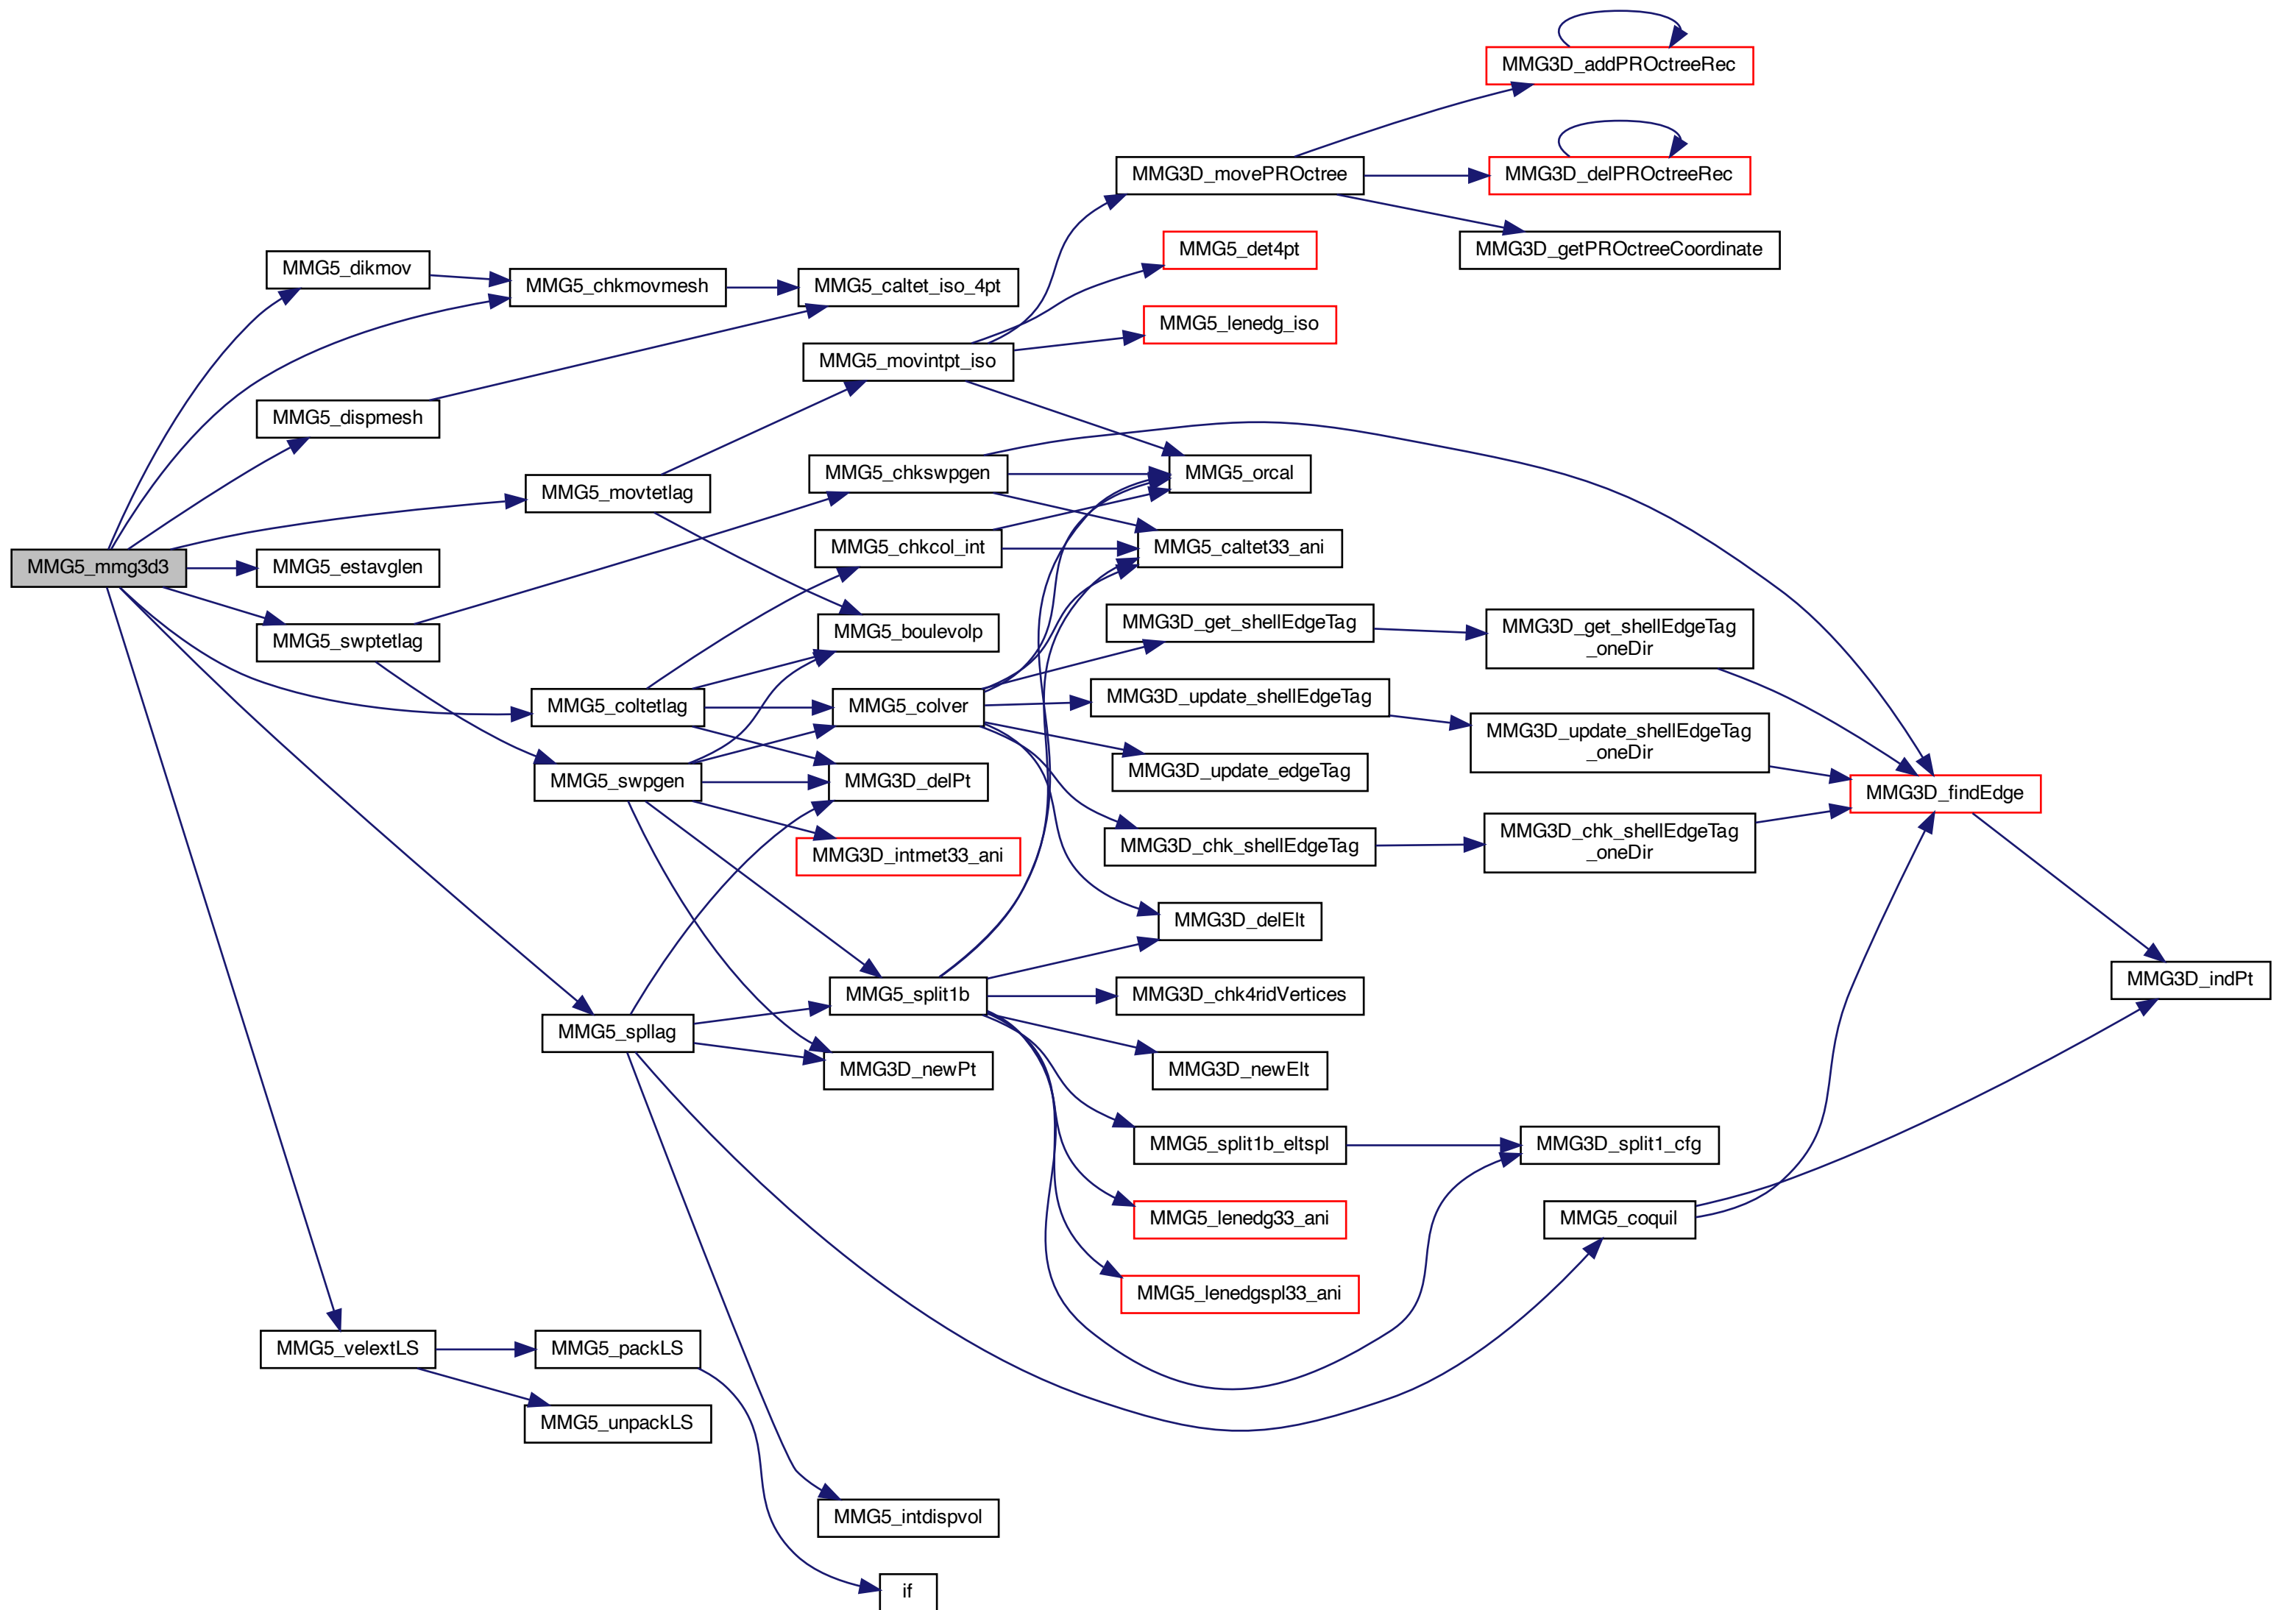 MMG3D_addPROctreeRec
MMG3D_movePROctree
MMG3D_delPROctreeRec
MMG3D_getPROctreeCoordinate
MMG5_det4pt
MMG5_dikmov
MMG5_chkmovmesh
MMG5_caltet_iso_4pt
MMG5_lenedg_iso
MMG5_movintpt_iso
MMG5_dispmesh
MMG5_chkswpgen
MMG5_orcal
MMG5_movtetlag
MMG5_chkcol_int
MMG5_caltet33_ani
MMG5_mmg3d3
MMG5_estavglen
MMG5_swptetlag
MMG5_boulevolp
MMG3D_get_shellEdgeTag
MMG3D_get_shellEdgeTag
_oneDir
MMG5_coltetlag
MMG5_colver
MMG3D_update_shellEdgeTag
MMG3D_update_shellEdgeTag
_oneDir
MMG5_swpgen
MMG3D_delPt
MMG3D_update_edgeTag
MMG3D_findEdge
MMG3D_intmet33_ani
MMG3D_chk_shellEdgeTag
MMG3D_chk_shellEdgeTag
_oneDir
MMG3D_delElt
MMG3D_indPt
MMG5_split1b
MMG3D_chk4ridVertices
MMG5_spllag
MMG3D_newPt
MMG3D_newElt
MMG5_split1b_eltspl
MMG3D_split1_cfg
MMG5_lenedg33_ani
MMG5_coquil
MMG5_lenedgspl33_ani
MMG5_velextLS
MMG5_packLS
MMG5_unpackLS
MMG5_intdispvol
if